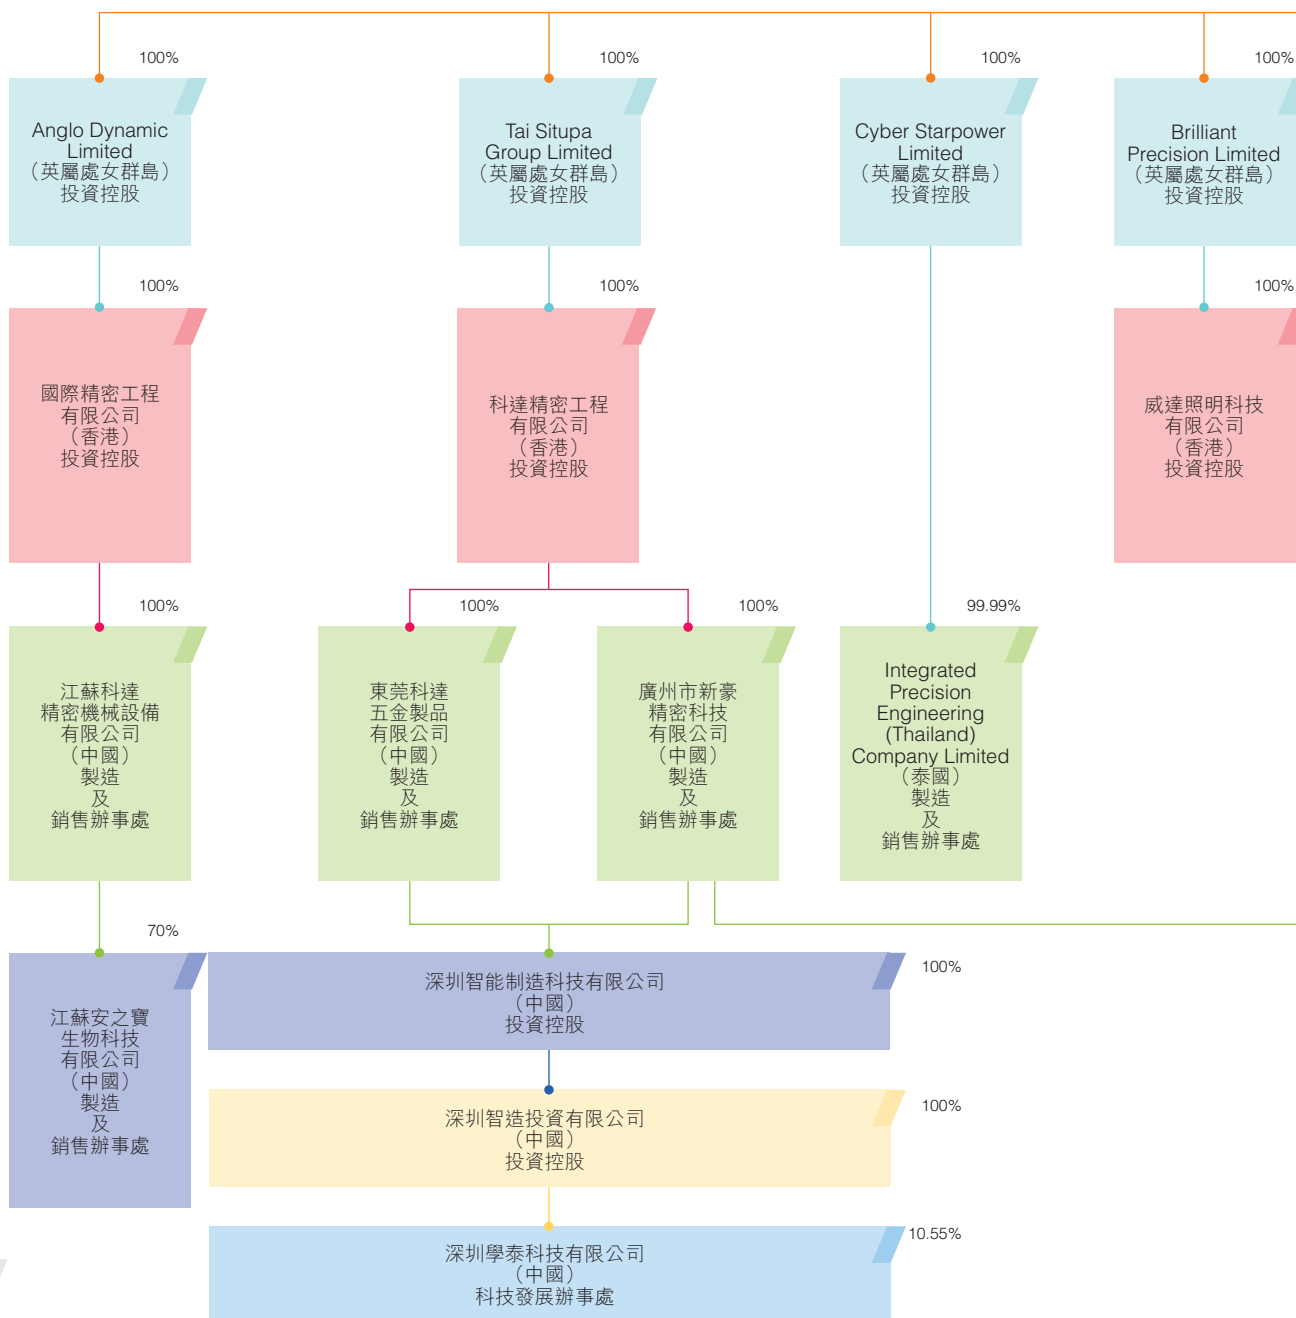 100%
100%
100%
100%
Anglo Dynamic
Limited
（英屬處女群島）
投資控股
Tai Situpa
Group Limited
（英屬處女群島）
投資控股
Cyber Starpower
Limited
（英屬處女群島）
投資控股
Brilliant
Precision Limited
（英屬處女群島）
投資控股
100%
100%
100%
國際精密工程
有限公司
（香港）
投資控股
科達精密工程
有限公司
（香港）
投資控股
威達照明科技
有限公司
（香港）
投資控股
100%
100%
100%
99.99%
江蘇科達
精密機械設備
有限公司
（中國）
製造
及
銷售辦事處
東莞科達
五金製品
有限公司
（中國）
製造
及
銷售辦事處
廣州市新豪
精密科技
有限公司
（中國）
製造
及
銷售辦事處
Integrated
Precision
Engineering
(Thailand)
Company Limited
（泰國）
製造
及
銷售辦事處
70%
江蘇安之寶
生物科技
有限公司
（中國）
製造
及
銷售辦事處
100%
深圳智能制造科技有限公司
（中國）
投資控股
100%
深圳智造投資有限公司
（中國）
投資控股
10.55%
深圳學泰科技有限公司
（中國）
科技發展辦事處